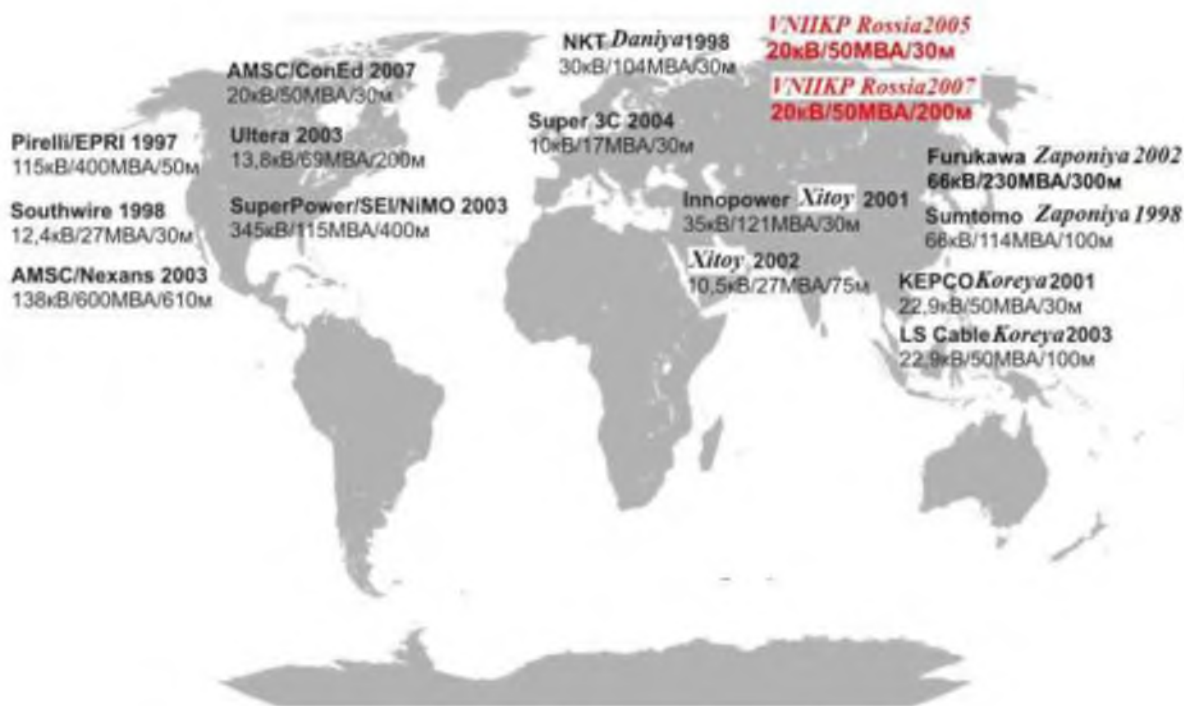 VNIIKP Rossia2005
20кВ/50МВА/30м
NKT Daniya1998
30кВ/104МВА/30м
VNIIKP Rossia2007
20кВ/50МВА/200м
AMSC/ConEd 2007
20кВ/50МВА/30м
Pirelli/EPRI 1997
115кВ/400МВА/50м
Ultera 2003
13,8кВ/69МВА/200м
Super 3C 2004
10кВ/17МВА/30м
Furukawa Zaponiya 2002
66кВ/230МВА/300м
Southwire 1998
12,4кВ/27МВА/30м
SuperPower/SEI/NiMO 2003
345кВ/115МВА/400м
Innopower Xitoy 2001
35кВ/121МВА/30м
Sumtomo Zaponiya 1998
66кВ/114МВА/100м
AMSC/Nexans 2003
138кВ/600МВА/610м
Xitoy 2002
10,5кВ/27МВА/75м
KEPCO Koreya 2001
22,9кВ/50МВА/30м
LS Cable Koreya 2003
22,9кВ/50МВА/100м